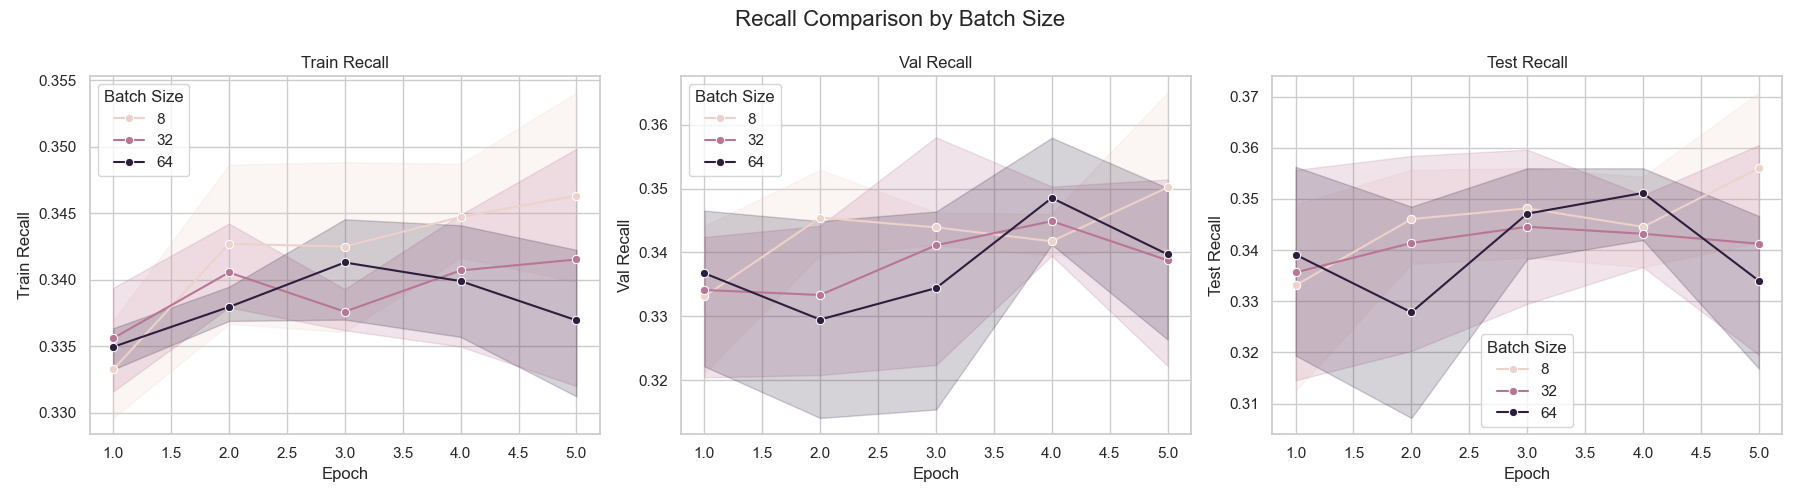 Recall Comparison by Batch Size
Train Recall
Batch Size
8
32
64
0.355
0.350
0.345
0.340
0.335
0.330
Train Recall
1.0 1.5 2.0 2.5 3.0 3.5 4.0 4.5 5.0
Epoch
Val Recall
Batch Size
8
32
64
0.36
0.35
0.34
0.33
0.32
Val Recall
1.0 1.5 2.0 2.5 3.0 3.5 4.0 4.5 5.0
Epoch
Test Recall
0.37
0.36
0.35
0.34
0.33
0.32
0.31
Test Recall
Batch Size
8
32
64
1.0 1.5 2.0 2.5 3.0 3.5 4.0 4.5 5.0
Epoch